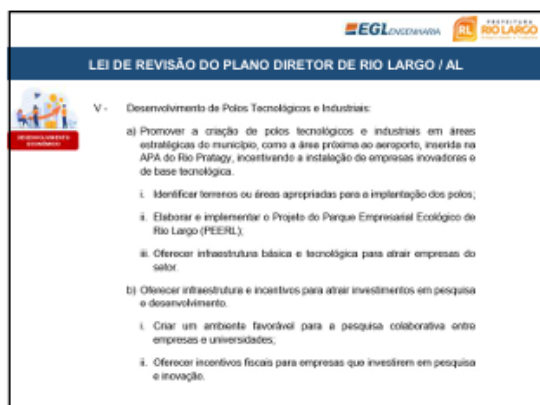 EGL ENGENHARIA
RL PREFEITURA
RIO LARGO
LEI DE REVISÃO DO PLANO DIRETOR DE RIO LARGO / AL
DESENVOLVIMENTO
ECONÔMICO
V - Desenvolvimento de Polos Tecnológicos e Industriais:
a) Promover a criação de polos tecnológicos e industriais em áreas
estratégicas do município, como a área próxima ao aeroporto, inserida na
APA do Rio Pratagy, incentivando a instalação de empresas inovadoras e
de base tecnológica.
i. Identificar terrenos ou áreas apropriadas para a implantação dos polos;
ii. Elaborar e implementar o Projeto do Parque Empresarial Ecológico de
Rio Largo (PEERL);
iii. Oferecer infraestrutura básica e tecnológica para atrair empresas do
setor.
b) Oferecer infraestrutura e incentivos para atrair investimentos em pesquisa
e desenvolvimento.
i. Criar um ambiente favorável para a pesquisa colaborativa entre
empresas e universidades;
ii. Oferecer incentivos fiscais para empresas que investirem em pesquisa
e inovação.